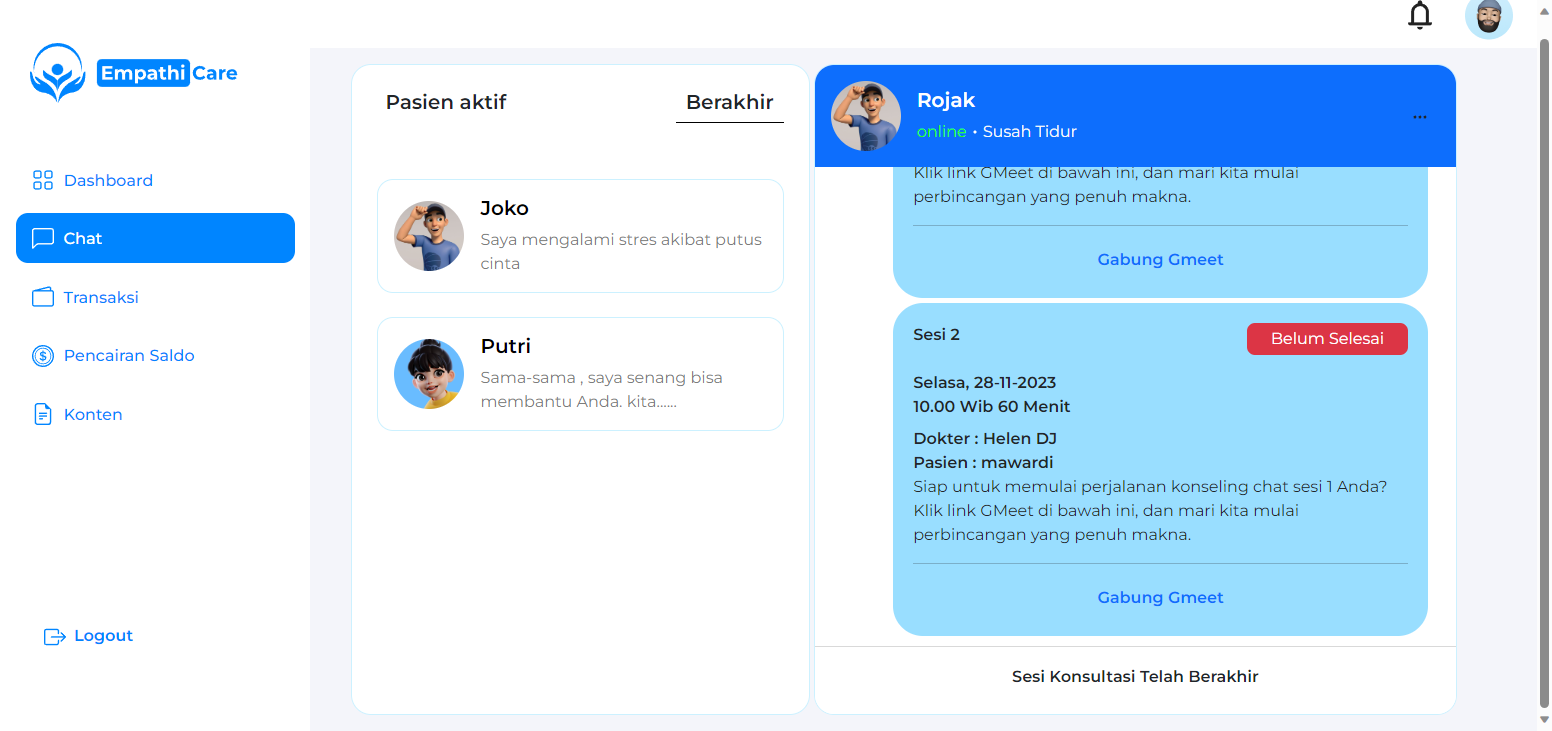 Empathi Care
Dashboard
Chat
Transaksi
Pencairan Saldo
Konten
Logout
Pasien aktif
Berakhir
Joko
Saya mengalami stres akibat putus
cinta
Putri
Sama-sama , saya senang bisa
membantu Anda. kita......
Rojak
online • Susah Tidur
...
Klik link GMeet di bawah ini, dan mari kita mulai
perbincangan yang penuh makna.
Gabung Gmeet
Sesi 2
Belum Selesai
Selasa, 28-11-2023
10.00 Wib 60 Menit
Dokter : Helen DJ
Pasien : mawardi
Siap untuk memulai perjalanan konseling chat sesi 1 Anda?
Klik link GMeet di bawah ini, dan mari kita mulai
perbincangan yang penuh makna.
Gabung Gmeet
Sesi Konsultasi Telah Berakhir